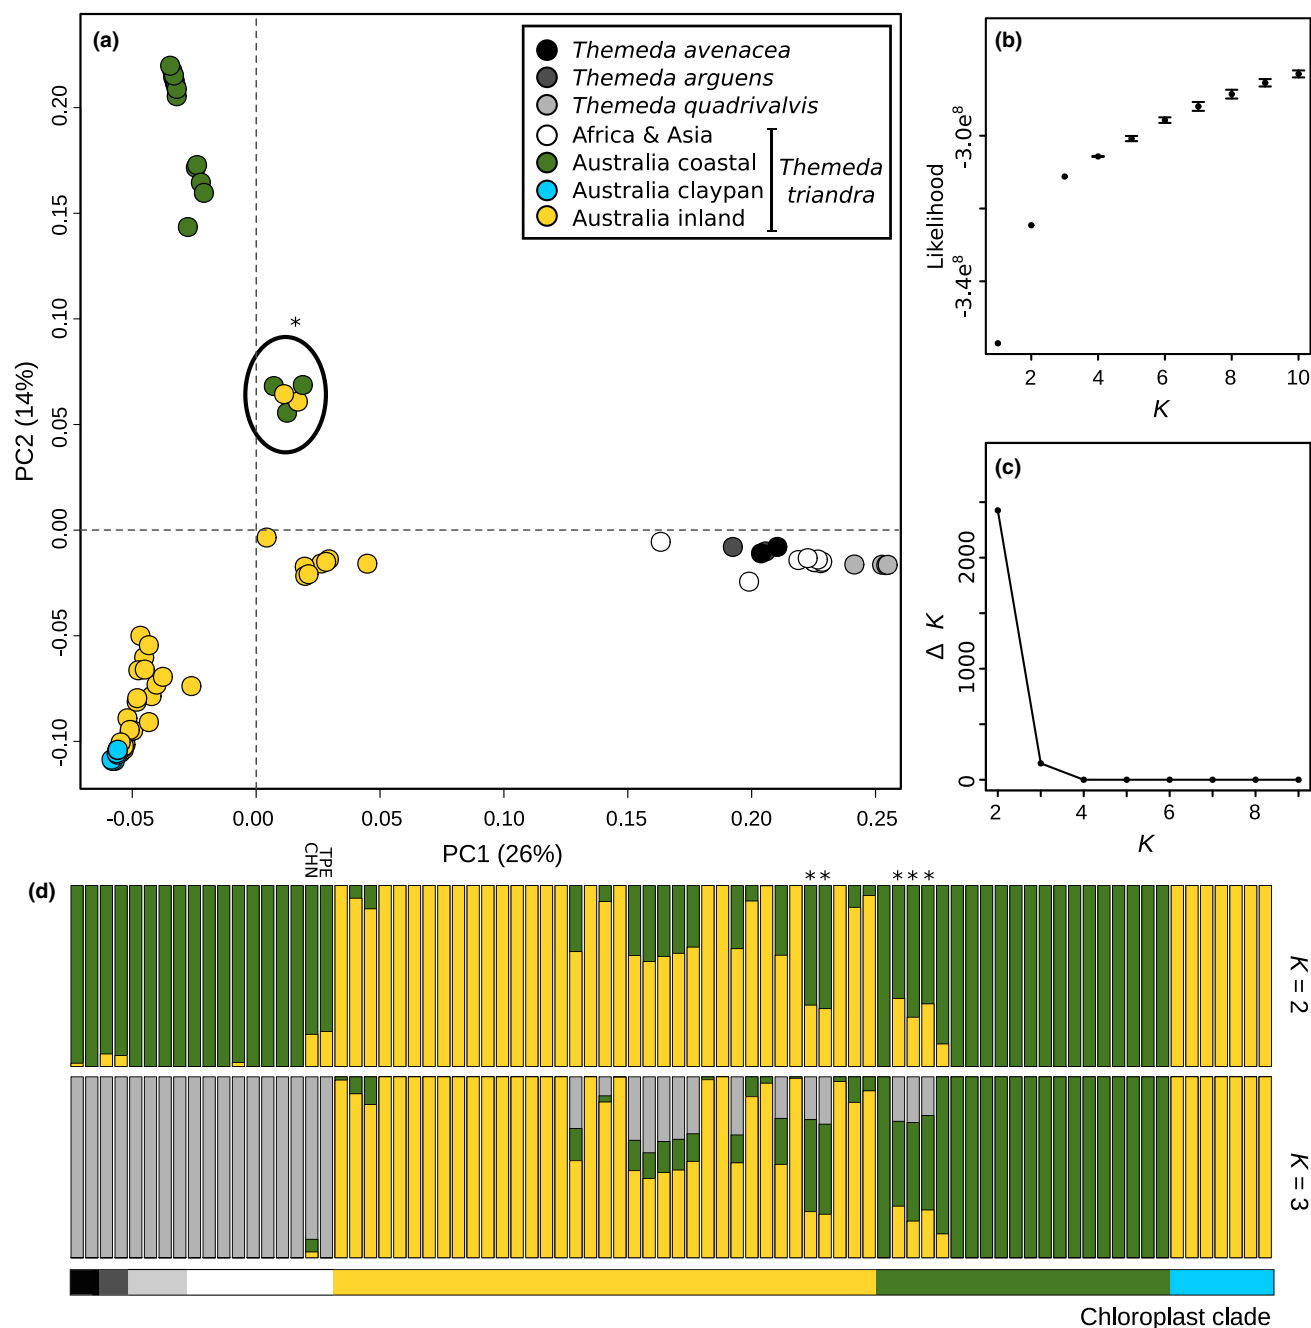 (a)
Themeda avenacea
Themeda arguens
Themeda quadrivalvis
Africa & Asia
Australia coastal
Australia claypan
Australia inland
Themeda
triandra
*
0.20
0.15
0.10
0.05
0.00
-0.05
-0.10
PC2 (14%)
-0.05 0.00 0.05 0.10 0.15 0.20 0.25
PC1 (26%)
(b)
-3.0e⁸
-3.4e⁸
Likelihood
2 4 6 8 10
K
(c)
2000
1000
0
Δ K
2 4 6 8
K
(d)
CHN
TPE
* * * * *
K = 2
K = 3
Chloroplast clade